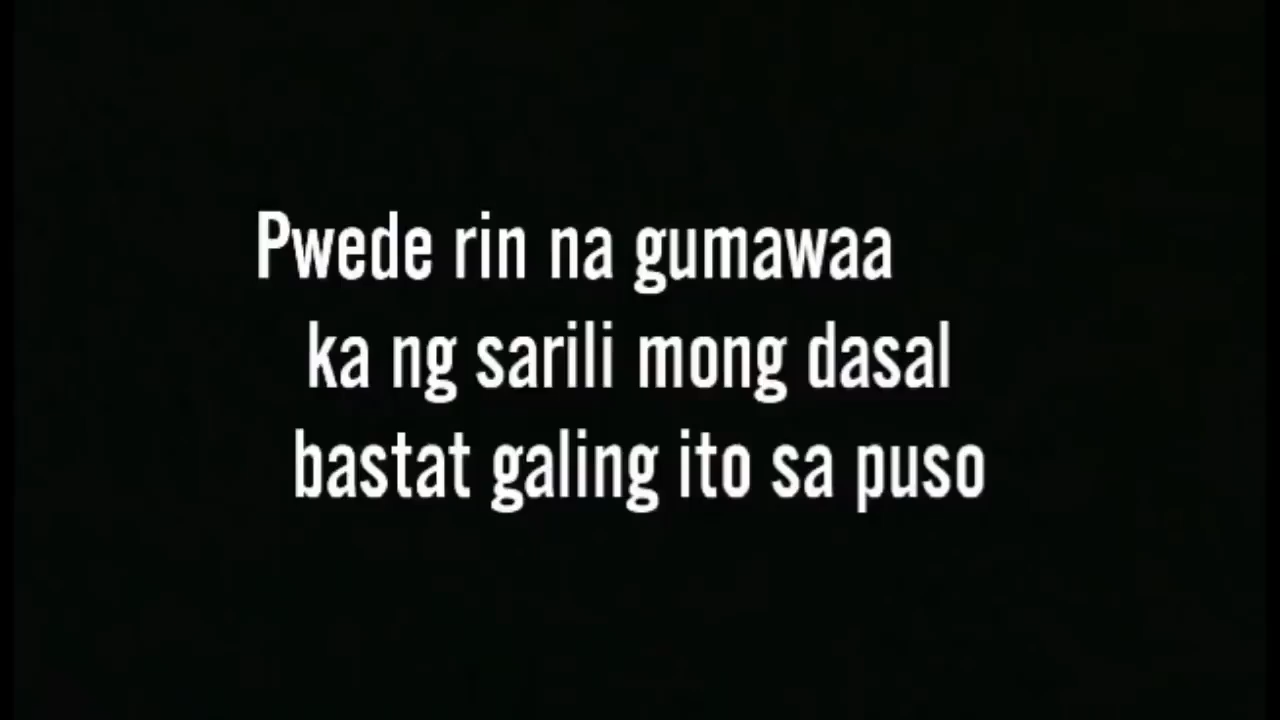 Pwede rin na gumawaa
ka ng sarili mong dasal
bastat galing ito sa puso